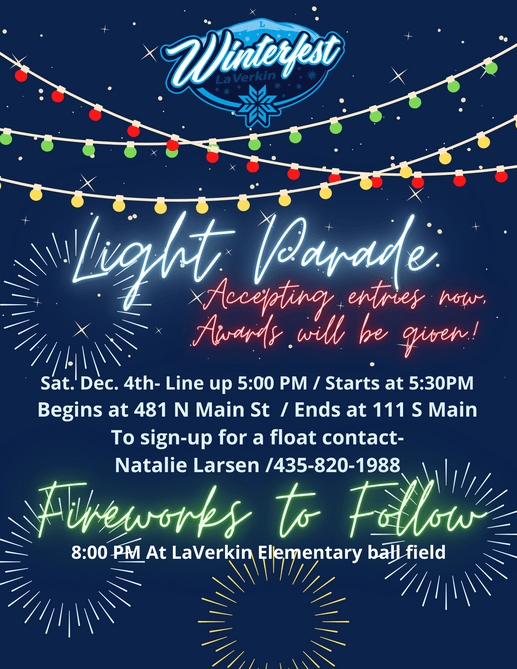 Winterfest
LaVerkin
Light Parade
Accepting entries now.
Awards will be given!
Sat. Dec. 4th- Line up 5:00 PM / Starts at 5:30PM
Begins at 481 N Main St / Ends at 111 S Main
To sign-up for a float contact-
Natalie Larsen /435-820-1988
Fireworks to Follow
8:00 PM At LaVerkin Elementary ball field